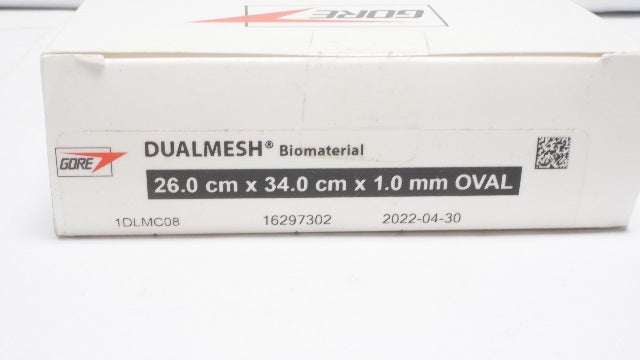 GORE
GORE
DUALMESH® Biomaterial
26.0 cm x 34.0 cm x 1.0 mm OVAL
1DLMC08 16297302 2022-04-30